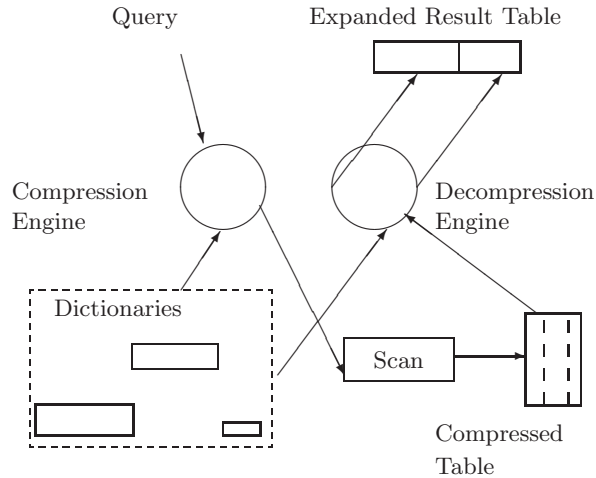 Query
Expanded Result Table
Compression
Engine
Decompression
Engine
Dictionaries
Scan
Compressed
Table